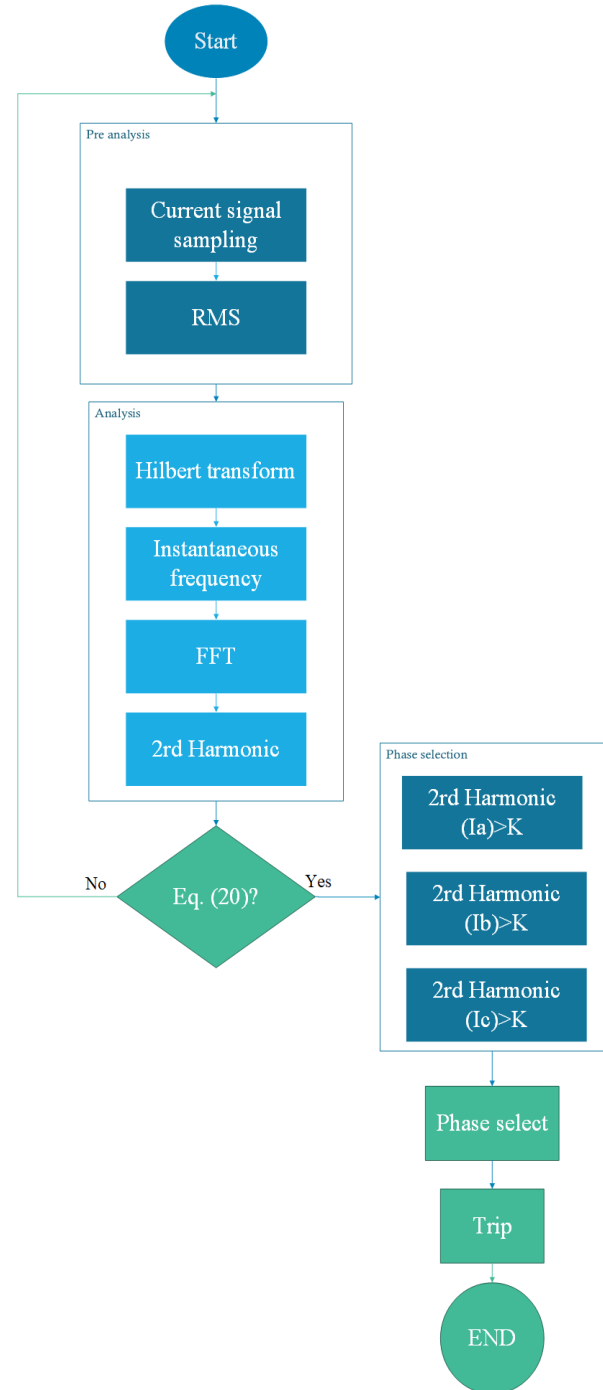 Start
Pre analysis
Current signal
sampling
RMS
Analysis
Hilbert transform
Instantaneous
frequency
FFT
2rd Harmonic
No
Eq. (20)?
Yes
Phase selection
2rd Harmonic
(Ia)>K
2rd Harmonic
(Ib)>K
2rd Harmonic
(Ic)>K
Phase select
Trip
END